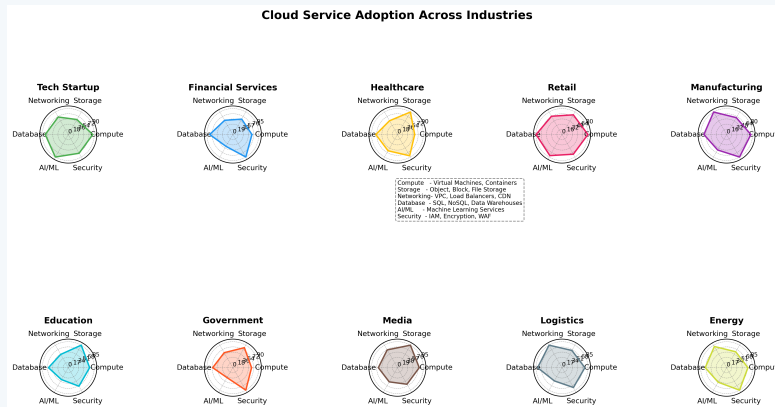 Cloud Service Adoption Across Industries
Tech Startup
Networking Storage
Database
Compute
AI/ML
Security
Financial Services
Networking Storage
Database
Compute
AI/ML
Security
Healthcare
Networking Storage
Database
Compute
AI/ML
Security
Retail
Networking Storage
Database
Compute
AI/ML
Security
Manufacturing
Networking Storage
Database
AI/ML
Security
Compute - Virtual Machines, Containers
Storage - Object, Block, File Storage
Networking- VPC, Load Balancers, CDN
Database - SQL, NoSQL, Data Warehouses
AI/ML - Machine Learning Services
Security - IAM, Encryption, WAF
Education
Networking Storage
Database
Compute
AI/ML
Security
Government
Networking Storage
Database
Compute
AI/ML
Security
Media
Networking Storage
Database
Compute
AI/ML
Security
Logistics
Networking Storage
Database
Compute
AI/ML
Security
Energy
Networking Storage
Database
AI/ML
Security